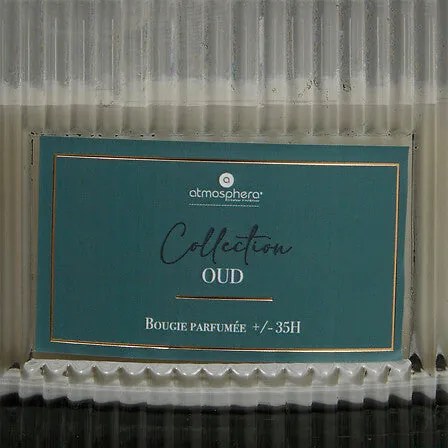 a
atmosphera
Collection
OUD
BOUGIE PARFUMÉE +/- 35H